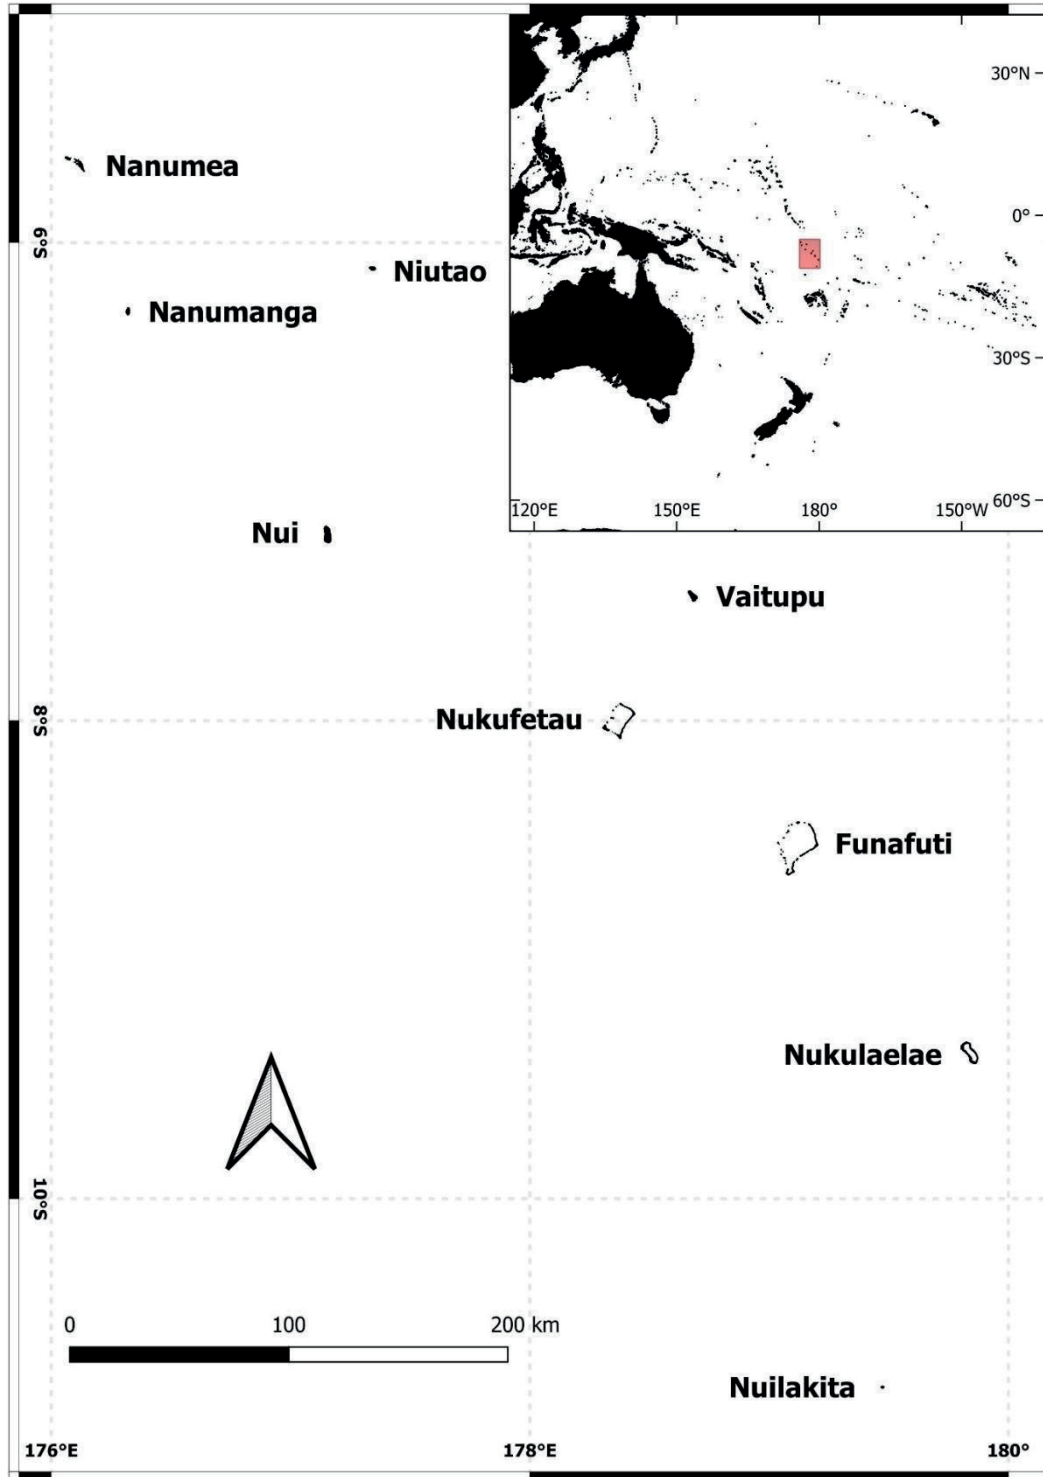 30°N
Nanumea
0°
6°S
Niutao
Nanumanga
30°S
60°S
120°E 150°E 180° 150°W
Nui
Vaitupu
Nukufetau
8°S
Funafuti
Nukulaelae
10°S
0 100 200 km
Nuilakita
176°E 178°E 180°